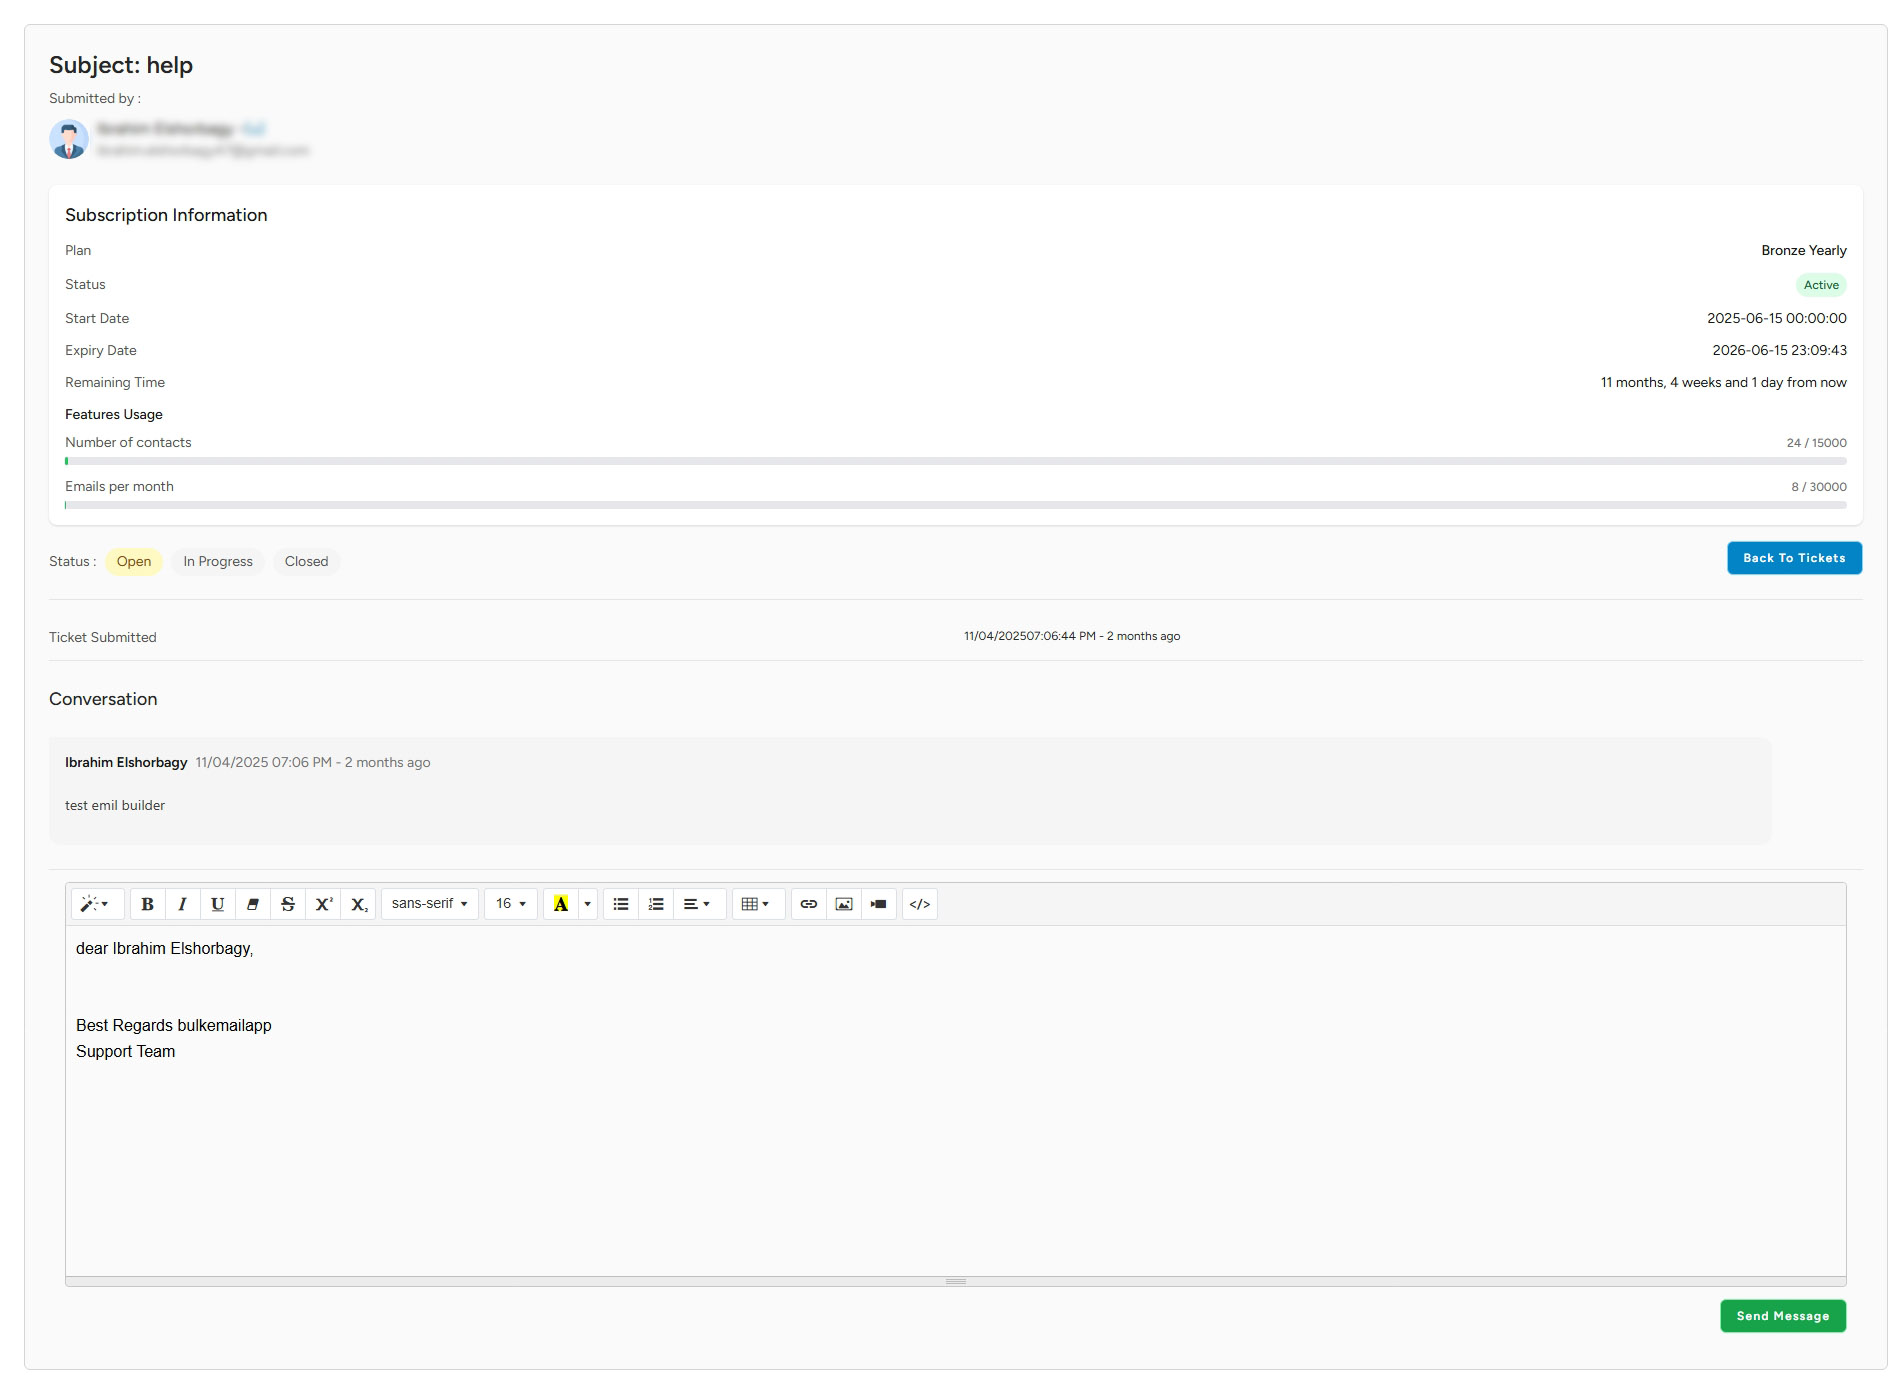 Subject: help
Submitted by :
Subscription Information
Plan Bronze Yearly
Status Active
Start Date 2025-06-15 00:00:00
Expiry Date 2026-06-15 23:09:43
Remaining Time 11 months, 4 weeks and 1 day from now
Features Usage
Number of contacts 24 / 15000
Emails per month 8 / 30000
Status : Open In Progress Closed Back To Tickets
Ticket Submitted 11/04/202507:06:44 PM - 2 months ago
Conversation
Ibrahim Elshorbagy 11/04/2025 07:06 PM - 2 months ago
test emil builder
B I U S X² X₂ sans-serif 16 A </>
dear Ibrahim Elshorbagy,
Best Regards bulkemailapp
Support Team
Send Message